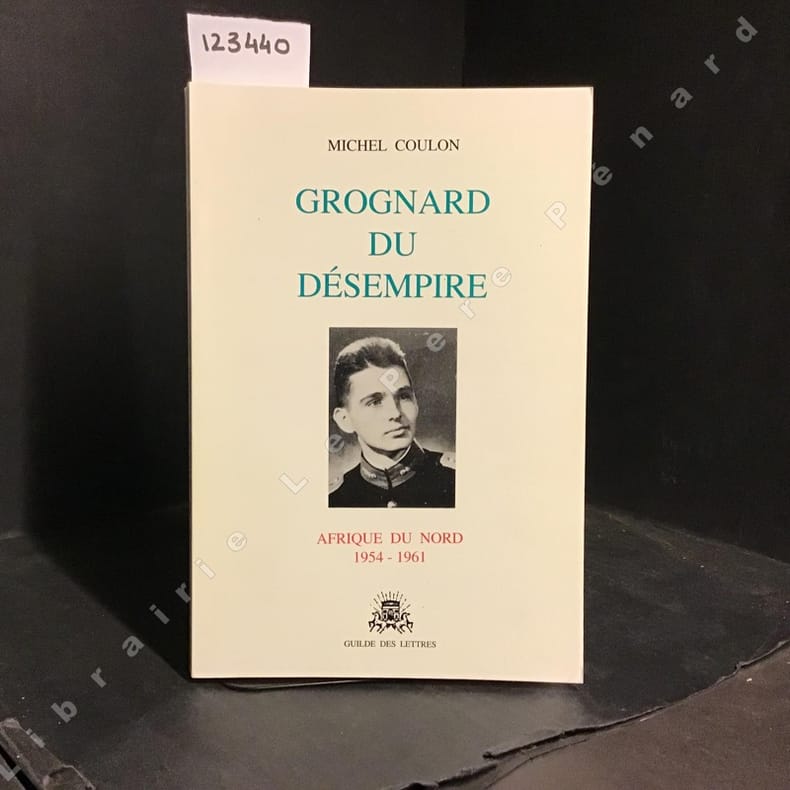 123440
MICHEL COULON
GROGNARD
DU
DÉSEMPIRE
AFRIQUE DU NORD
1954 - 1961
GUILDE DES LETTRES
Librairie Le Père Pénard